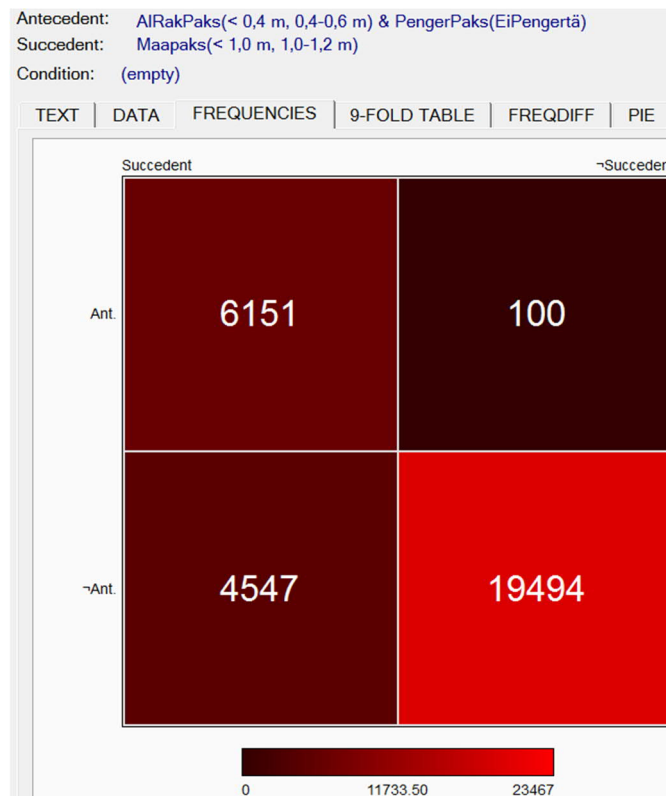 Antecedent: AlRakPaks(< 0,4 m, 0,4-0,6 m) & PengerPaks(EiPengertä)
Succedent: Maapaks(< 1,0 m, 1,0-1,2 m)
Condition: (empty)
TEXT DATA FREQUENCIES 9-FOLD TABLE FREQDIFF PIE
Succedent ¬Succeden
Ant. 6151 100
¬Ant. 4547 19494
0 11733.50 23467